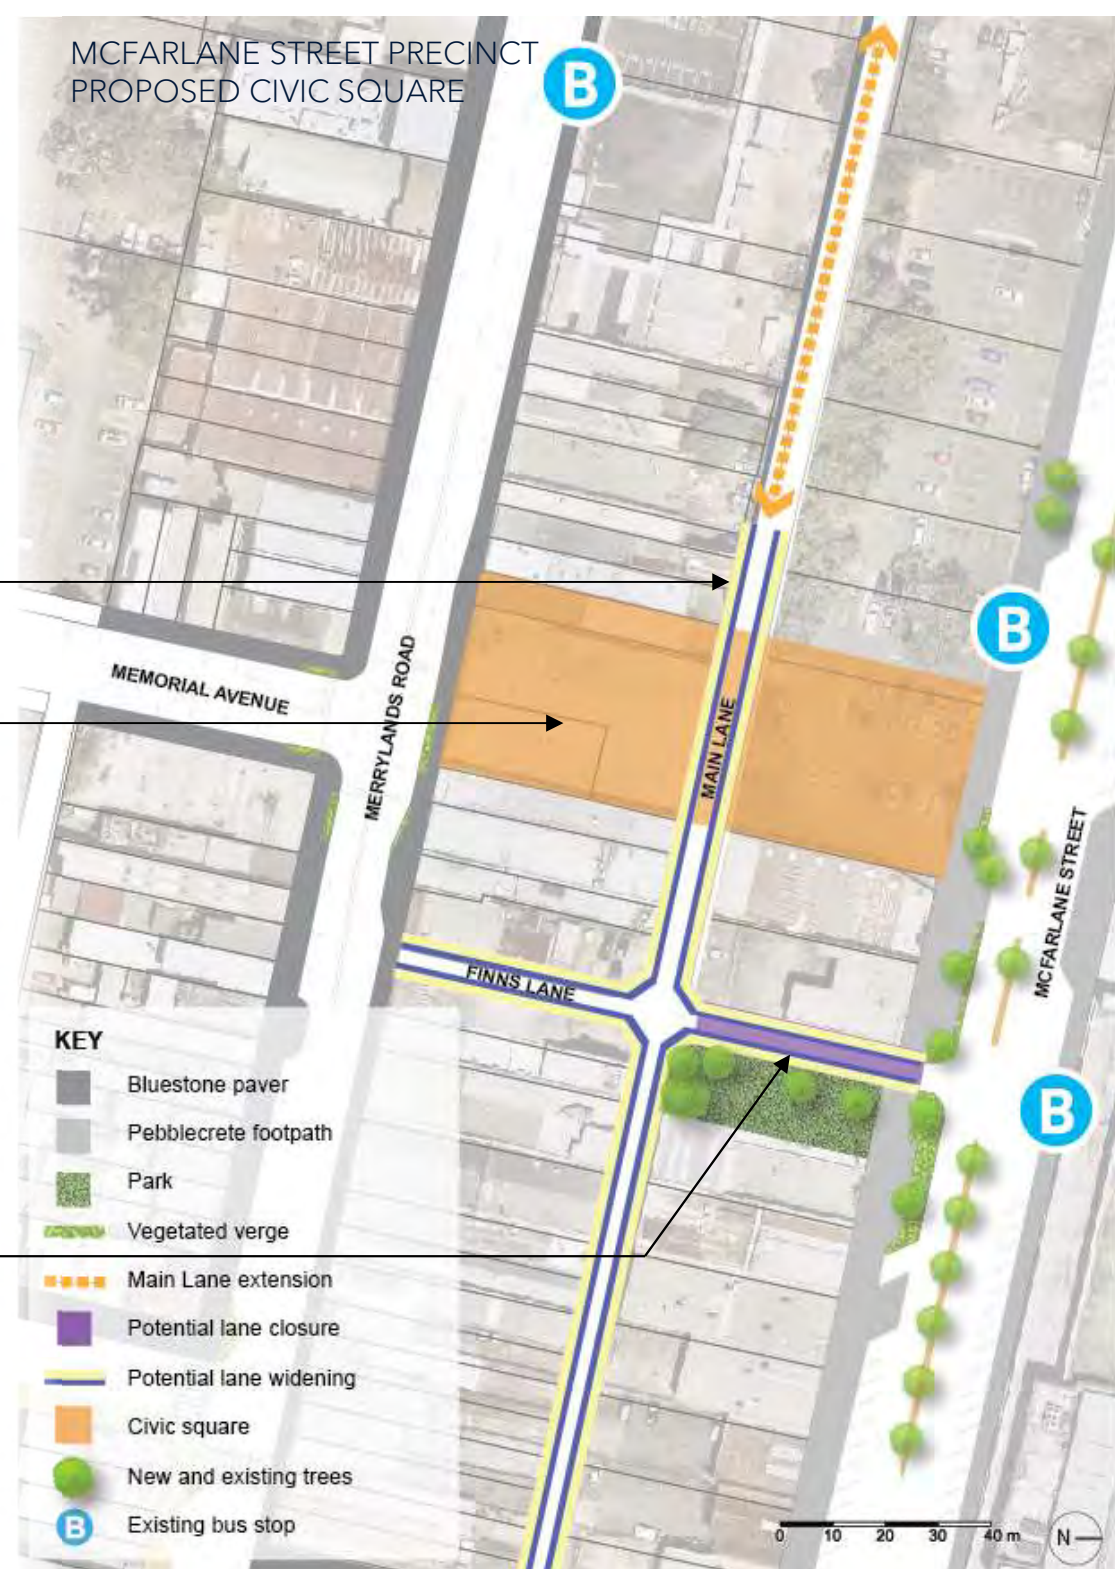 MCFARLANE STREET PRECINCT
PROPOSED CIVIC SQUARE
B
B
MEMORIAL AVENUE
MERRYLANDS ROAD
MAIN LANE
MCFARLANE STREET
FINNS LANE
B
KEY
Bluestone paver
Pebblecrete footpath
Park
Vegetated verge
Main Lane extension
Potential lane closure
Potential lane widening
Civic square
New and existing trees
B Existing bus stop
0 10 20 30 40 m
N